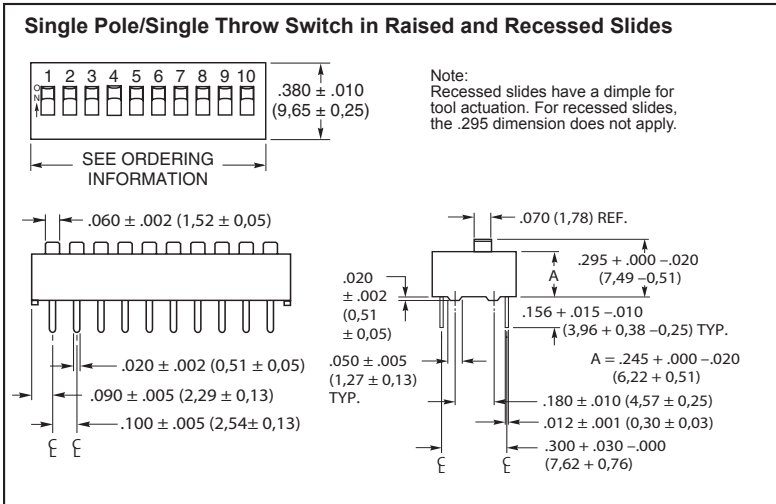 Single Pole/Single Throw Switch in Raised and Recessed Slides
1 2 3 4 5 6 7 8 9 10
O
N
.380 ± .010
(9,65 ± 0,25)
SEE ORDERING
INFORMATION
Note:
Recessed slides have a dimple for
tool actuation. For recessed slides,
the .295 dimension does not apply.
.060 ± .002 (1,52 ± 0,05)
.020 ± .002 (0,51 ± 0,05)
.090 ± .005 (2,29 ± 0,13)
.100 ± .005 (2,54± 0,13)
℄ ℄
.070 (1,78) REF.
A
.295 + .000 –.020
(7,49 –0,51)
.020
± .002
(0,51
± 0,05)
.156 + .015 –.010
(3,96 + 0,38 –0,25) TYP.
.050 ± .005
(1,27 ± 0,13)
TYP.
A = .245 + .000 –.020
(6,22 + 0,51)
.180 ± .010 (4,57 ± 0,25)
.012 ± .001 (0,30 ± 0,03)
.300 + .030 –.000
(7,62 + 0,76)
℄ ℄